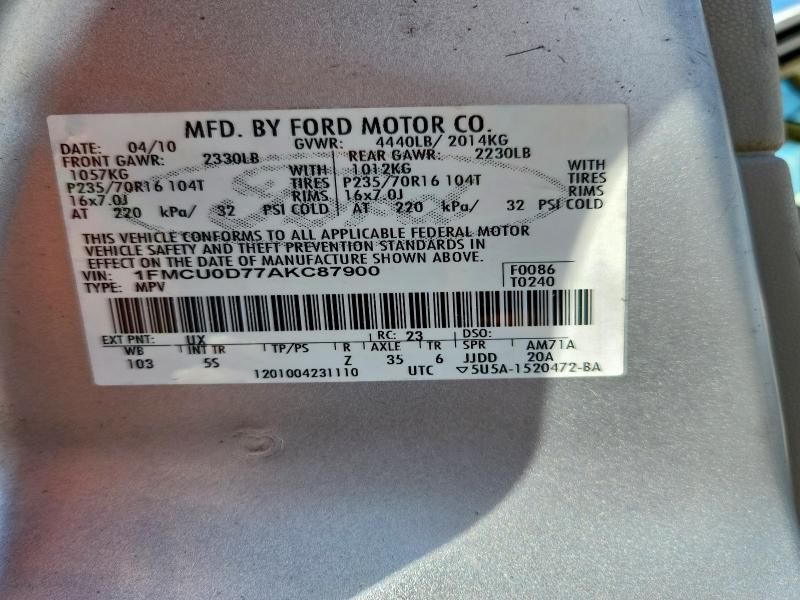 MFD. BY FORD MOTOR CO.
DATE: 04/10 GVWR: 4440LB/ 2014KG
FRONT GAWR: 2330LB REAR GAWR: 2230LB
1057KG WITH 1012KG WITH
P235/70R16 104T TIRES P235/70R16 104T TIRES
16x7.0J RIMS 16x7.0J RIMS
AT 220 kPa/ 32 PSI COLD AT 220 kPa/ 32 PSI COLD
THIS VEHICLE CONFORMS TO ALL APPLICABLE FEDERAL MOTOR
VEHICLE SAFETY AND THEFT PREVENTION STANDARDS IN
EFFECT ON THE DATE OF MANUFACTURE SHOWN ABOVE.
VIN: 1FMCU0D77AKC87900 F0086
TYPE: MPV T0240
EXT PNT: UX RC: 23 DSO:
WB INT TR TP/PS R AXLE TR SPR AM71A
103 5S Z 35 6 JJDD 20A
1201004231110 UTC ▽5U5A-1520472-BA